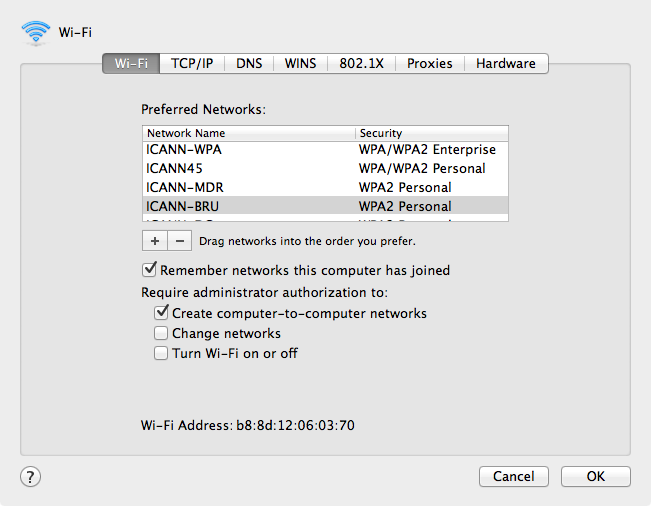 Wi-Fi
Wi-Fi TCP/IP DNS WINS 802.1X Proxies Hardware
Preferred Networks:
Network Name Security
ICANN-WPA WPA/WPA2 Enterprise
ICANN45 WPA/WPA2 Personal
ICANN-MDR WPA2 Personal
ICANN-BRU WPA2 Personal
+ − Drag networks into the order you prefer.
Remember networks this computer has joined
Require administrator authorization to:
Create computer-to-computer networks
Change networks
Turn Wi-Fi on or off
Wi-Fi Address: b8:8d:12:06:03:70
? Cancel OK